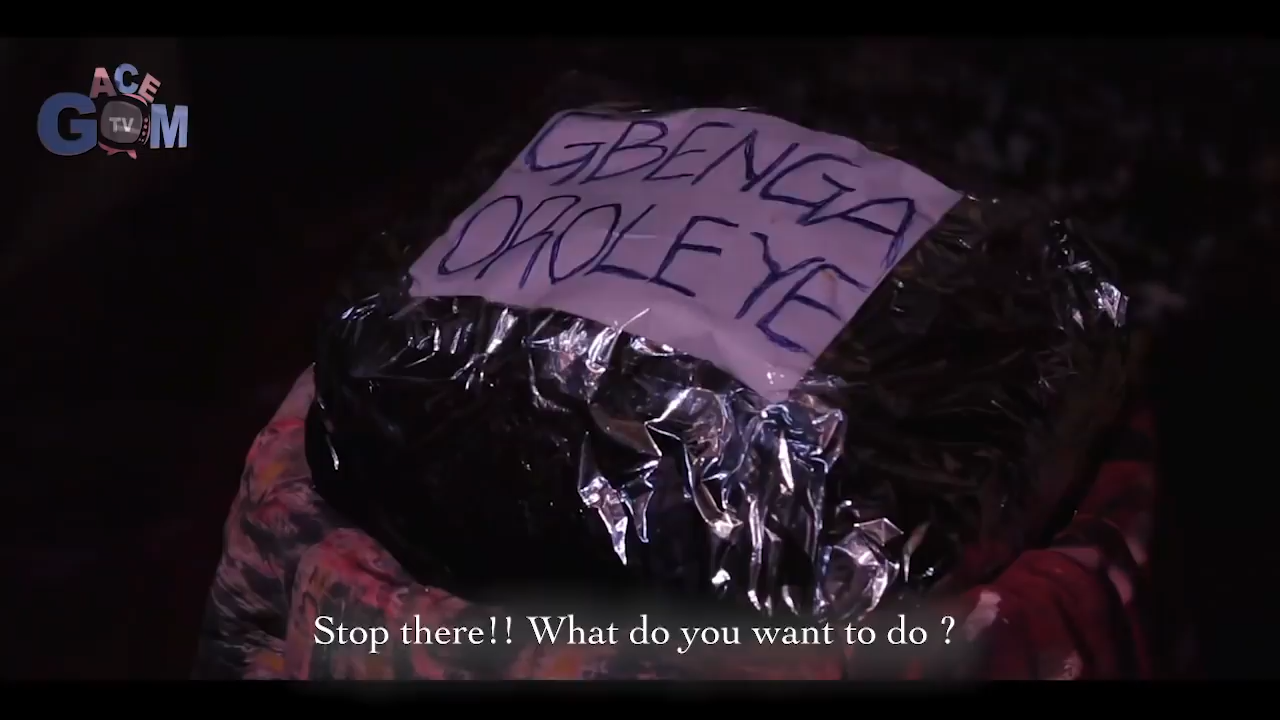 ACE
GOM
TV
GBENGA
OROLEYE
Stop there!! What do you want to do ?